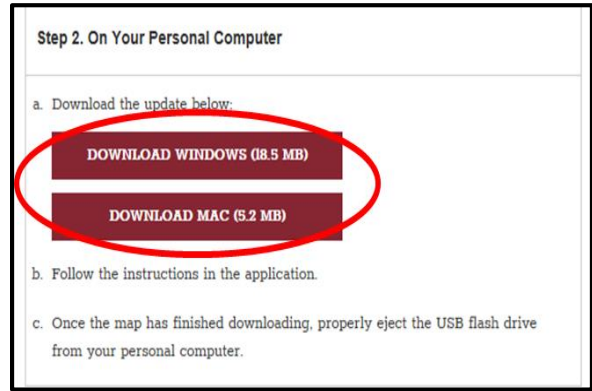 Step 2. On Your Personal Computer
a. Download the update below:
DOWNLOAD WINDOWS (18.5 MB)
DOWNLOAD MAC (5.2 MB)
b. Follow the instructions in the application.
c. Once the map has finished downloading, properly eject the USB flash drive
from your personal computer.